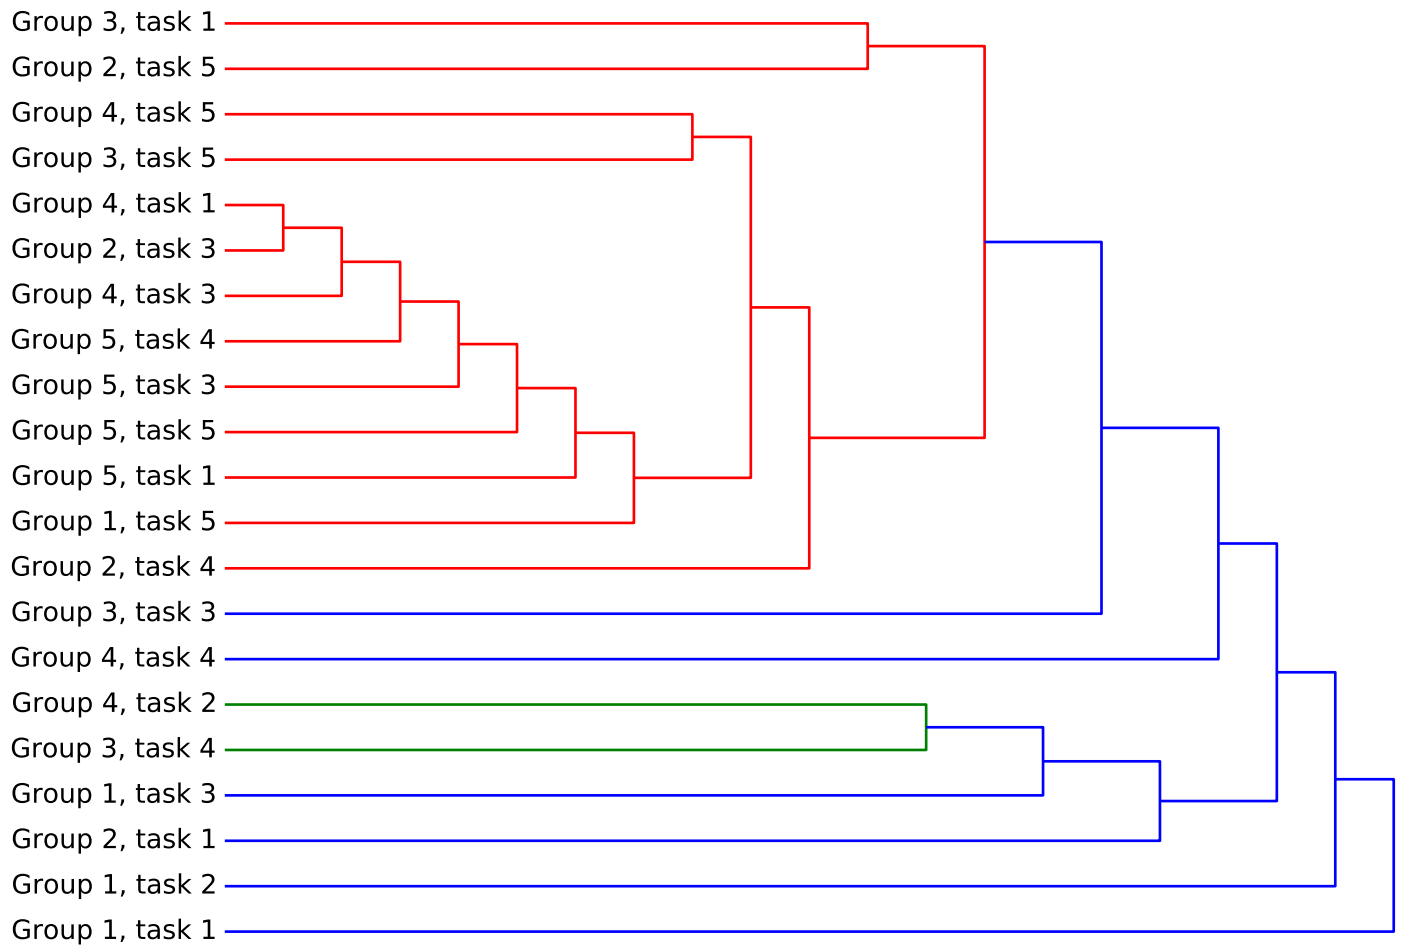 Group 3, task 1
Group 2, task 5
Group 4, task 5
Group 3, task 5
Group 4, task 1
Group 2, task 3
Group 4, task 3
Group 5, task 4
Group 5, task 3
Group 5, task 5
Group 5, task 1
Group 1, task 5
Group 2, task 4
Group 3, task 3
Group 4, task 4
Group 4, task 2
Group 3, task 4
Group 1, task 3
Group 2, task 1
Group 1, task 2
Group 1, task 1